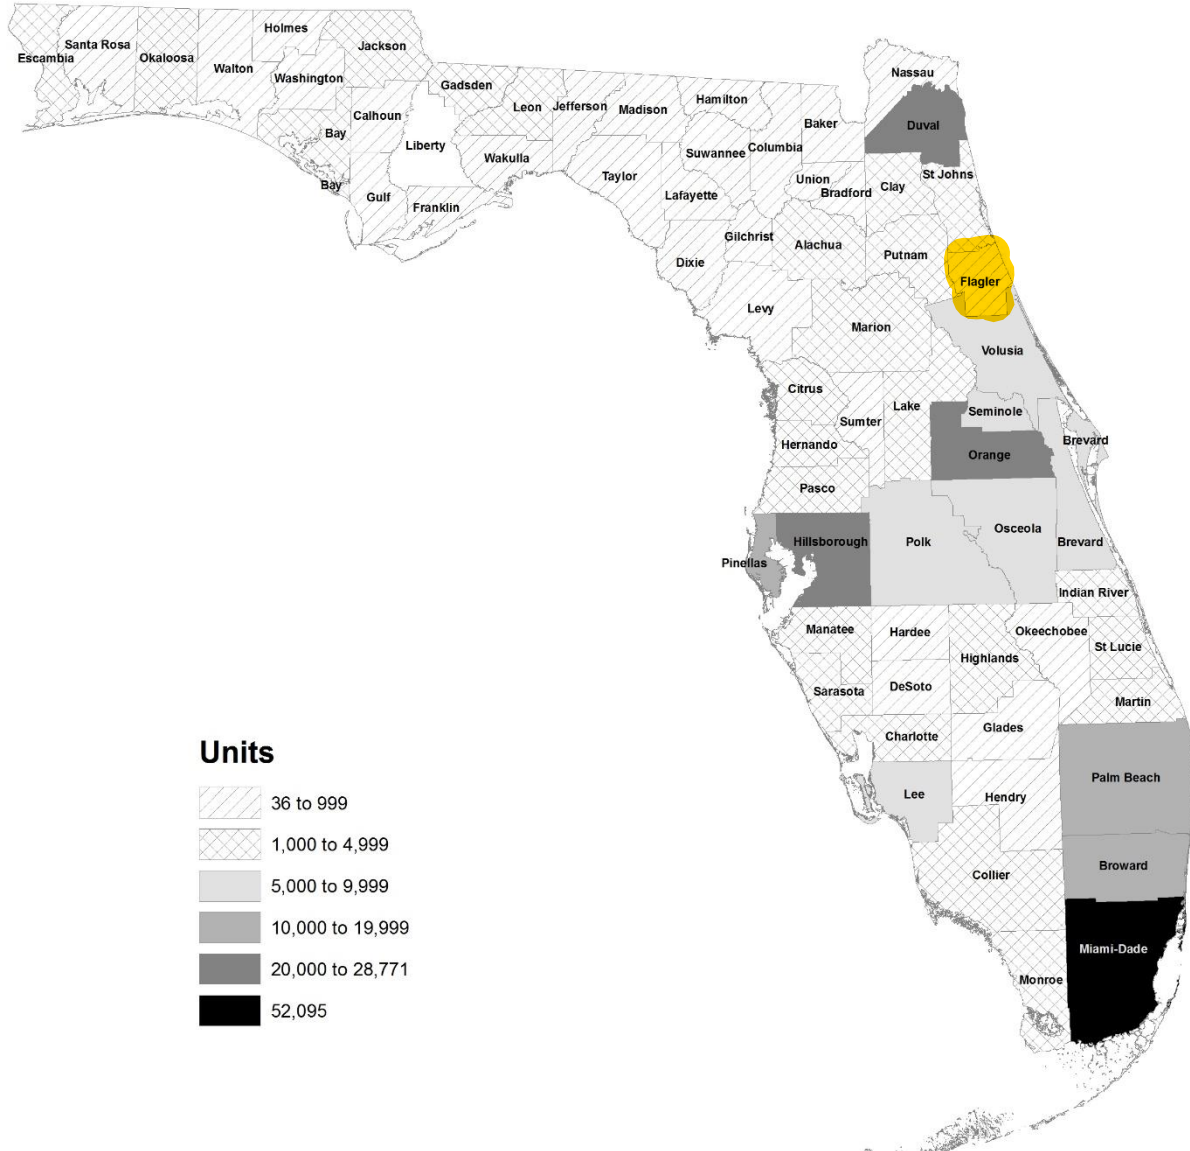 Holmes
Santa Rosa
Jackson
Escambia
Okaloosa
Walton
Washington
Nassau
Gadsden
Leon
Jefferson
Madison
Hamilton
Calhoun
Baker
Duval
Bay
Liberty
Suwannee
Columbia
Wakulla
Taylor
Union
Bradford
Clay
St Johns
Bay
Gulf
Franklin
Lafayette
Gilchrist
Alachua
Putnam
Dixie
Flagler
Levy
Marion
Volusia
Citrus
Lake
Seminole
Sumter
Hernando
Orange
Brevard
Pasco
Osceola
Hillsborough
Polk
Brevard
Pinellas
Indian River
Manatee
Hardee
Okeechobee
St Lucie
Highlands
Sarasota
DeSoto
Martin
Glades
Charlotte
Palm Beach
Lee
Hendry
Broward
Collier
Miami-Dade
Monroe
Units
36 to 999
1,000 to 4,999
5,000 to 9,999
10,000 to 19,999
20,000 to 28,771
52,095